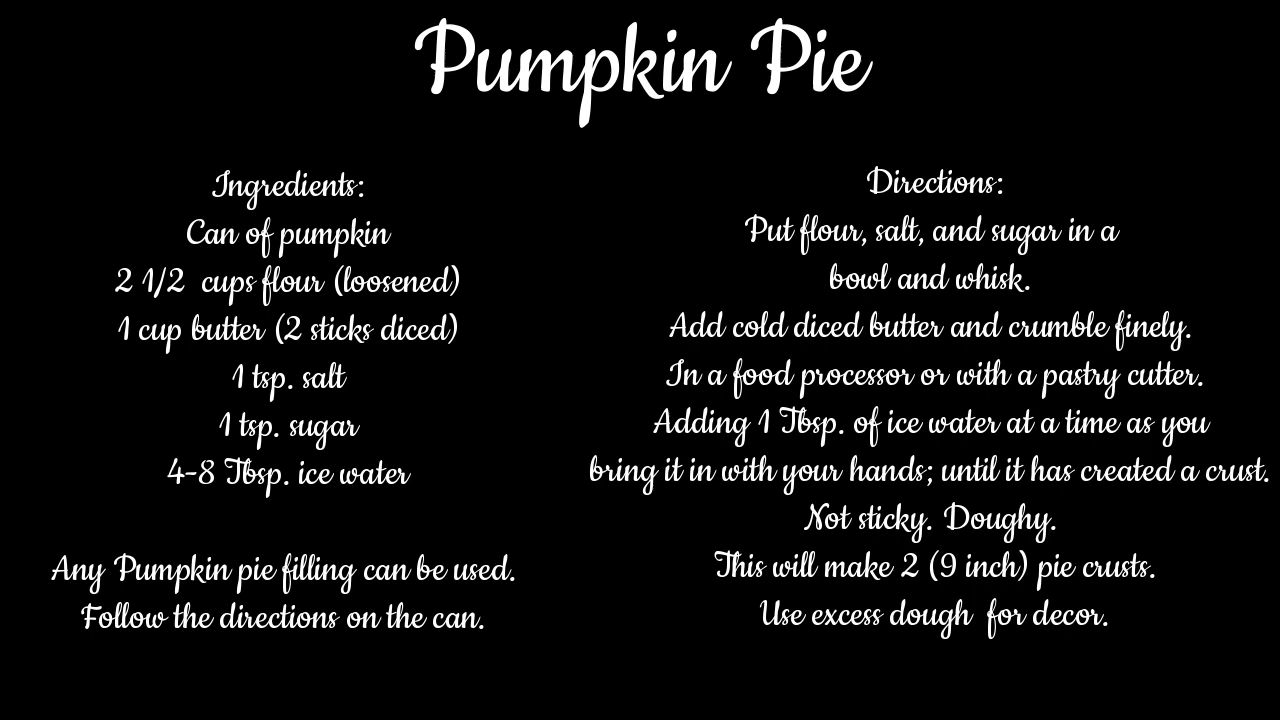 Pumpkin Pie
Ingredients:
Can of pumpkin
2 1/2 cups flour (loosened)
1 cup butter (2 sticks diced)
1 tsp. salt
1 tsp. sugar
4-8 Tbsp. ice water
Any Pumpkin pie filling can be used.
Follow the directions on the can.
Directions:
Put flour, salt, and sugar in a
bowl and whisk.
Add cold diced butter and crumble finely.
In a food processor or with a pastry cutter.
Adding 1 Tbsp. of ice water at a time as you
bring it in with your hands; until it has created a crust.
Not sticky. Doughy.
This will make 2 (9 inch) pie crusts.
Use excess dough for decor.